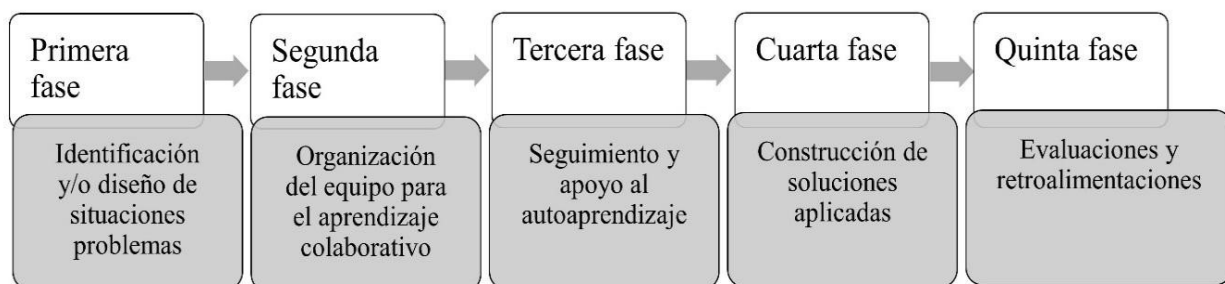 Primera
fase
Identificación
y/o diseño de
situaciones
problemas
Segunda
fase
Organización
del equipo para
el aprendizaje
colaborativo
Tercera fase
Seguimiento y
apoyo al
autoaprendizaje
Cuarta fase
Construcción de
soluciones
aplicadas
Quinta fase
Evaluaciones y
retroalimentaciones